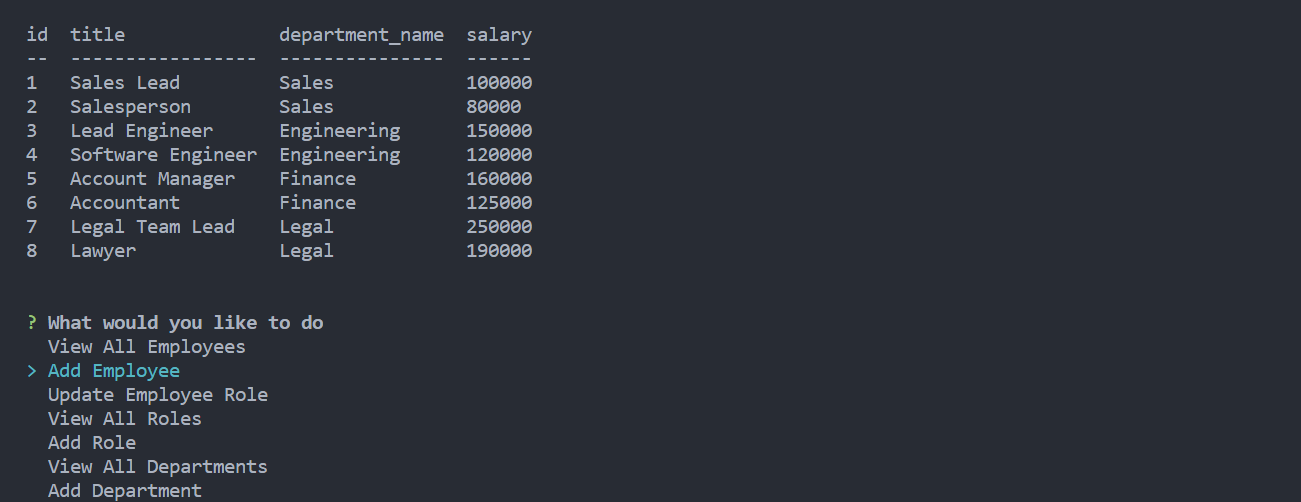 id  title              department_name  salary
--  -----------------  ---------------  ------
1   Sales Lead         Sales            100000
2   Salesperson        Sales            80000
3   Lead Engineer      Engineering      150000
4   Software Engineer  Engineering      120000
5   Account Manager    Finance          160000
6   Accountant         Finance          125000
7   Legal Team Lead    Legal            250000
8   Lawyer             Legal            190000
? What would you like to do
  View All Employees
> Add Employee
  Update Employee Role
  View All Roles
  Add Role
  View All Departments
  Add Department